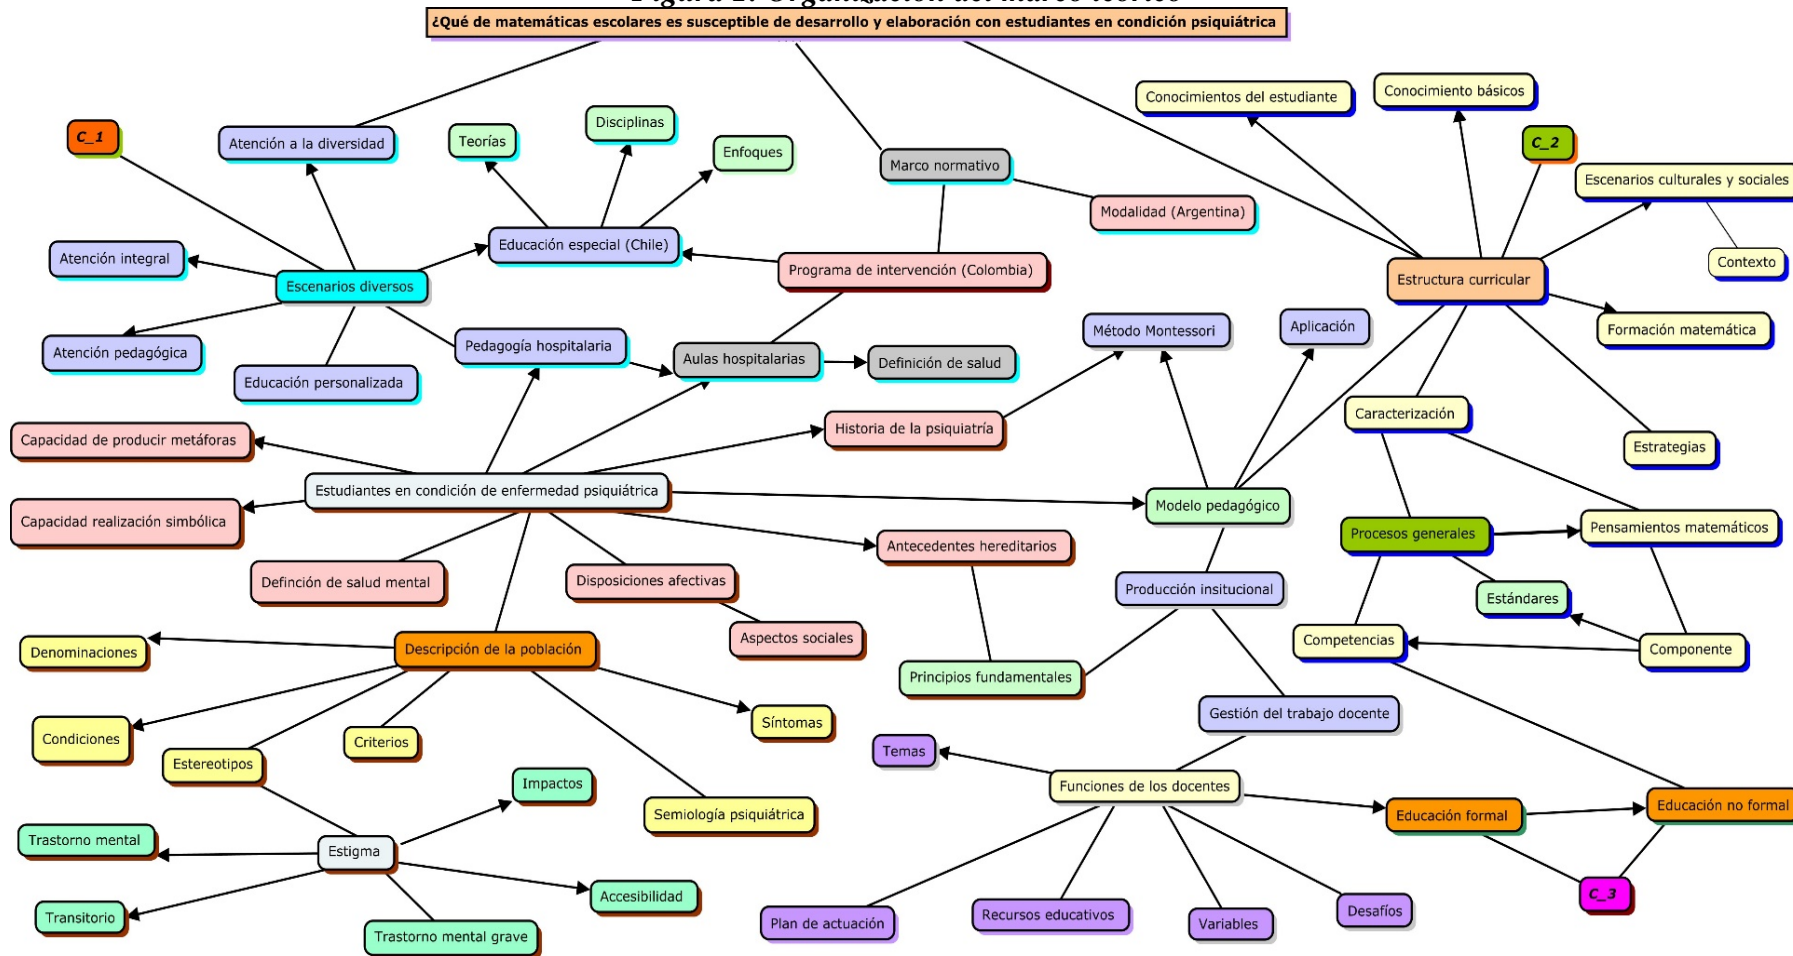 Figura 1. Organización del marco teórico
¿Qué de matemáticas escolares es susceptible de desarrollo y elaboración con estudiantes en condición psiquiátrica
Conocimientos del estudiante
Conocimiento básicos
C_1
Atención a la diversidad
Teorías
Disciplinas
Enfoques
Marco normativo
C_2
Escenarios culturales y sociales
Modalidad (Argentina)
Atención integral
Educación especial (Chile)
Programa de intervención (Colombia)
Contexto
Escenarios diversos
Estructura curricular
Atención pedagógica
Pedagogía hospitalaria
Aulas hospitalarias
Definición de salud
Método Montessori
Aplicación
Formación matemática
Educación personalizada
Capacidad de producir metáforas
Historia de la psiquiatría
Caracterización
Estrategias
Estudiantes en condición de enfermedad psiquiátrica
Modelo pedagógico
Capacidad realización simbólica
Procesos generales
Pensamientos matemáticos
Antecedentes hereditarios
Definción de salud mental
Disposiciones afectivas
Producción insitucional
Estándares
Aspectos sociales
Competencias
Componente
Denominaciones
Descripción de la población
Principios fundamentales
Condiciones
Criterios
Síntomas
Gestión del trabajo docente
Estereotipos
Temas
Impactos
Semiología psiquiátrica
Funciones de los docentes
Educación formal
Educación no formal
Trastorno mental
Estigma
Accesibilidad
C_3
Transitorio
Trastorno mental grave
Plan de actuación
Recursos educativos
Variables
Desafíos